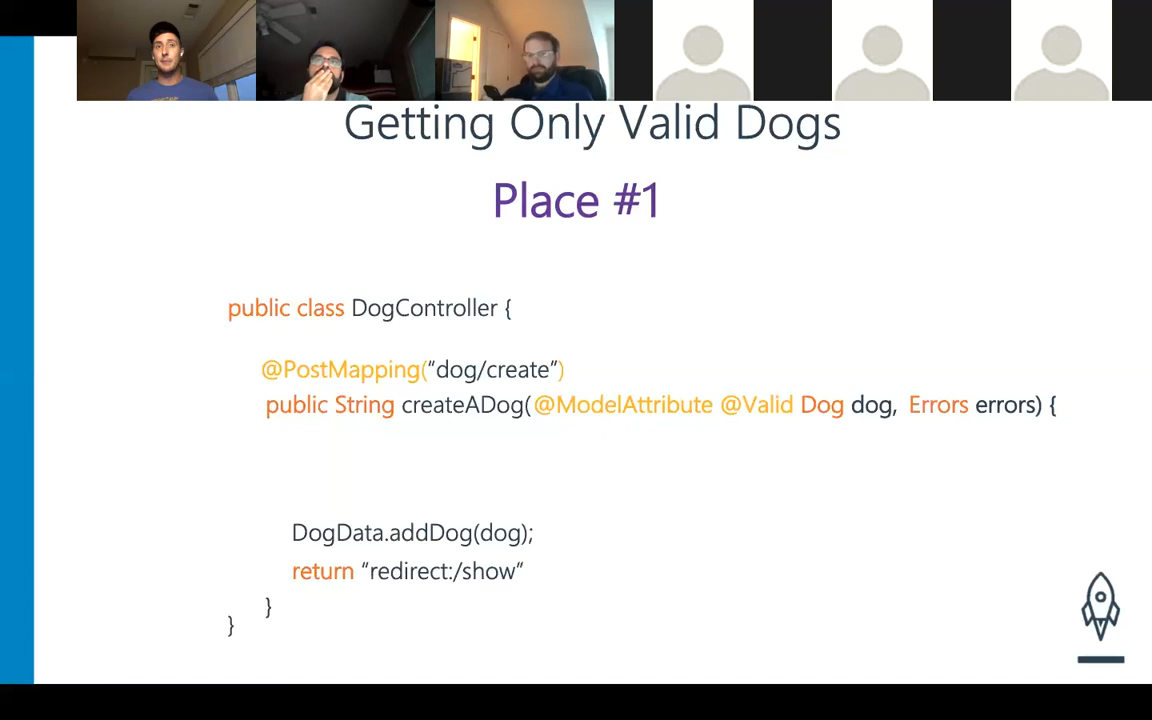 Getting Only Valid Dogs
Place #1
public class DogController {
@PostMapping(“dog/create”)
public String createADog(@ModelAttribute @Valid Dog dog, Errors errors) {
DogData.addDog(dog);
return “redirect:/show”
}
}